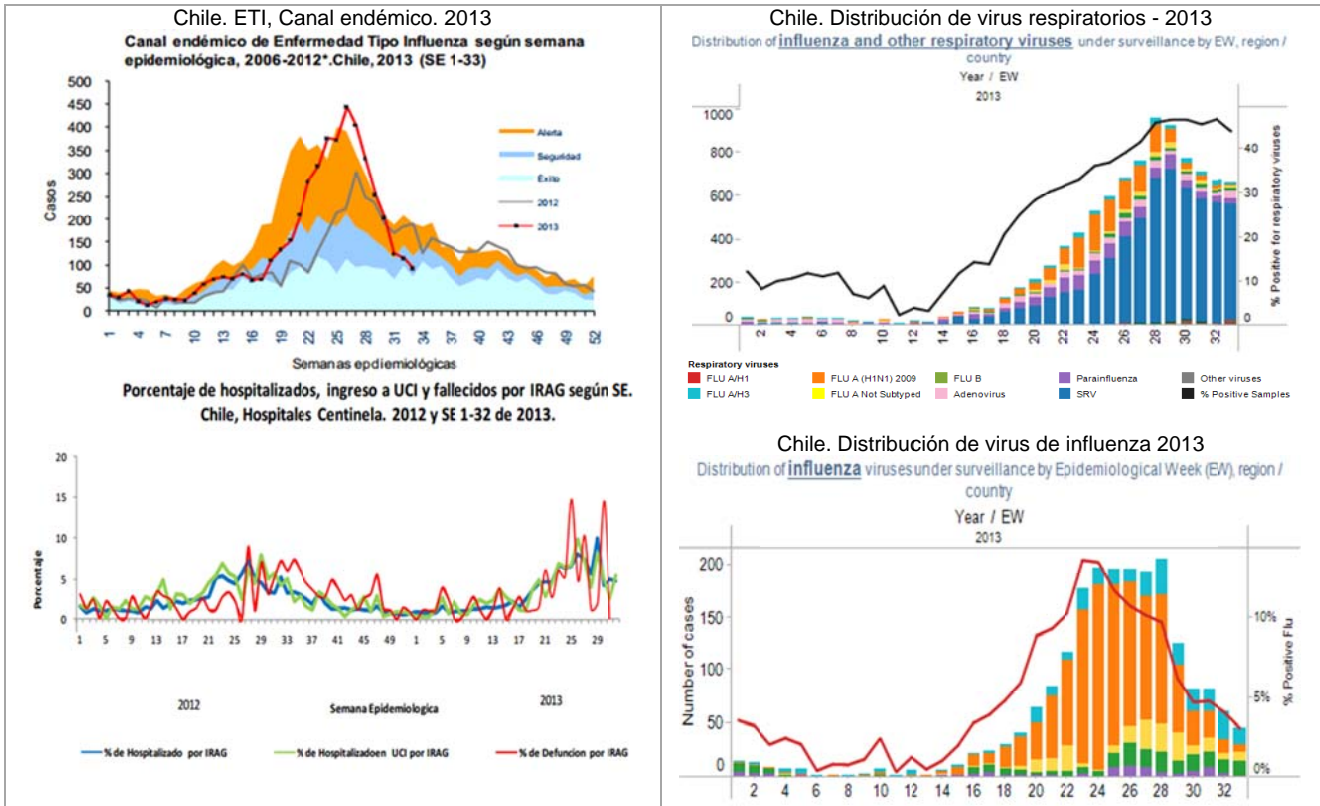 Chile. ETI, Canal endémico. 2013
Canal endémico de Enfermedad Tipo Influenza según semana
epidemiológica, 2006-2012*.Chile, 2013 (SE 1-33)
500
450
400
350
300
250
200
150
100
50
0
Casos
Alerta
Seguridad
Exito
2012
2013
1 4 7 10 13 16 19 22 25 28 31 34 37 40 43 46 49 52
Semanas epidemiológicas
Porcentaje de hospitalizados, ingreso a UCI y fallecidos por IRAG según SE.
Chile, Hospitales Centinela. 2012 y SE 1-32 de 2013.
20
15
10
5
0
Porcentaje
1 5 9 13 17 21 25 29 33 37 41 45 49 1 5 9 13 17 21 25 29
2012 Semana Epidemiologica 2013
% de Hospitalizado por IRAG % de Hospitalizadoen UCI por IRAG % de Defuncion por IRAG
Chile. Distribución de virus respiratorios - 2013
Distribution of influenza and other respiratory viruses under surveillance by EW, region /
country
Year / EW
2013
1000
800
600
400
200
0
40
30
20
10
0
% Positive for respiratory viruses
2 4 6 8 10 12 14 16 18 20 22 24 26 28 30 32
Respiratory viruses
FLU A/H1 FLU A (H1N1) 2009 FLU B Parainfluenza Other viruses
FLU A/H3 FLU A Not Subtyped Adenovirus SRV % Positive Samples
Chile. Distribución de virus de influenza 2013
Distribution of influenza virusesunder surveillance by Epidemiological Week (EW), region /
country
Year / EW
2013
200
150
100
50
0
Number of cases
10%
5%
0%
% Positive Flu
2 4 6 8 10 12 14 16 18 20 22 24 26 28 30 32